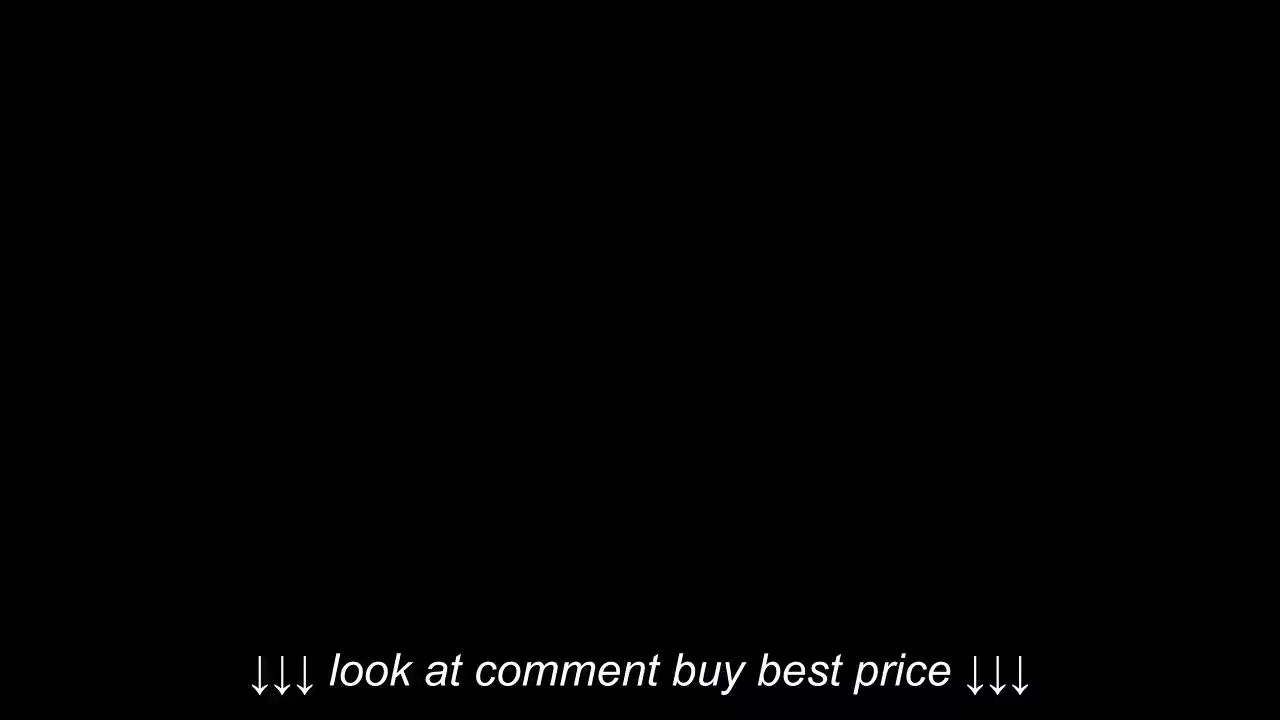 ↓↓↓ look at comment buy best price ↓↓↓